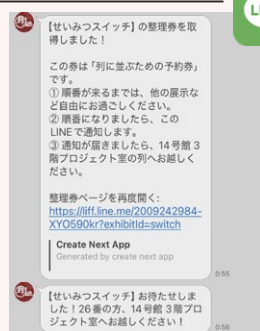 【せいみつスイッチ】の整理券を取
得しました！
この券は「列に並ぶための予約券」
です。
① 順番が来るまでは、他の展示な
ど自由にお過ごしください。
② 順番になりましたら、この
LINEで通知します。
③ 通知が届きましたら、14号館3
階プロジェクト室の列へお越しく
ださい。
整理券ページを再度開く:
https://liff.line.me/2009242984-
XYO590kr?exhibitId=switch
Create Next App
Generated by create next app
0:55
【せいみつスイッチ】お待たせしま
した！26番の方、14号館 3階プロジ
ェクト室へお越しください！
0:56